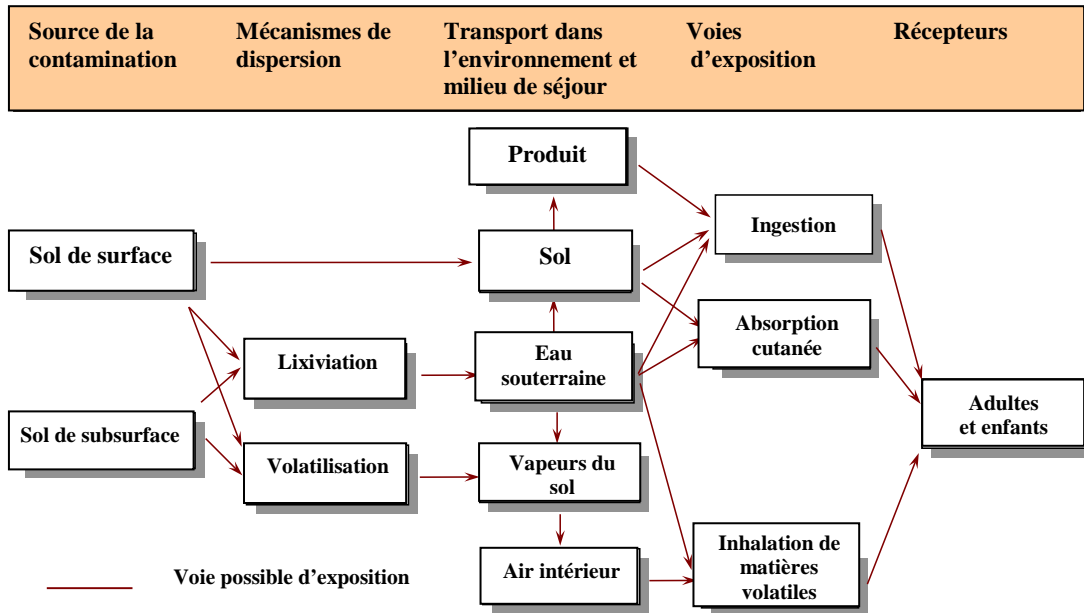 Source de la
contamination
Mécanismes de
dispersion
Transport dans
l'environnement et
milieu de séjour
Voies
d'exposition
Récepteurs
Produit
Ingestion
Sol de surface
Sol
Absorption
cutanée
Lixiviation
Eau
souterraine
Adultes
et enfants
Sol de subsurface
Volatilisation
Vapeurs du
sol
Inhalation de
matières
volatiles
Air intérieur
Voie possible d'exposition